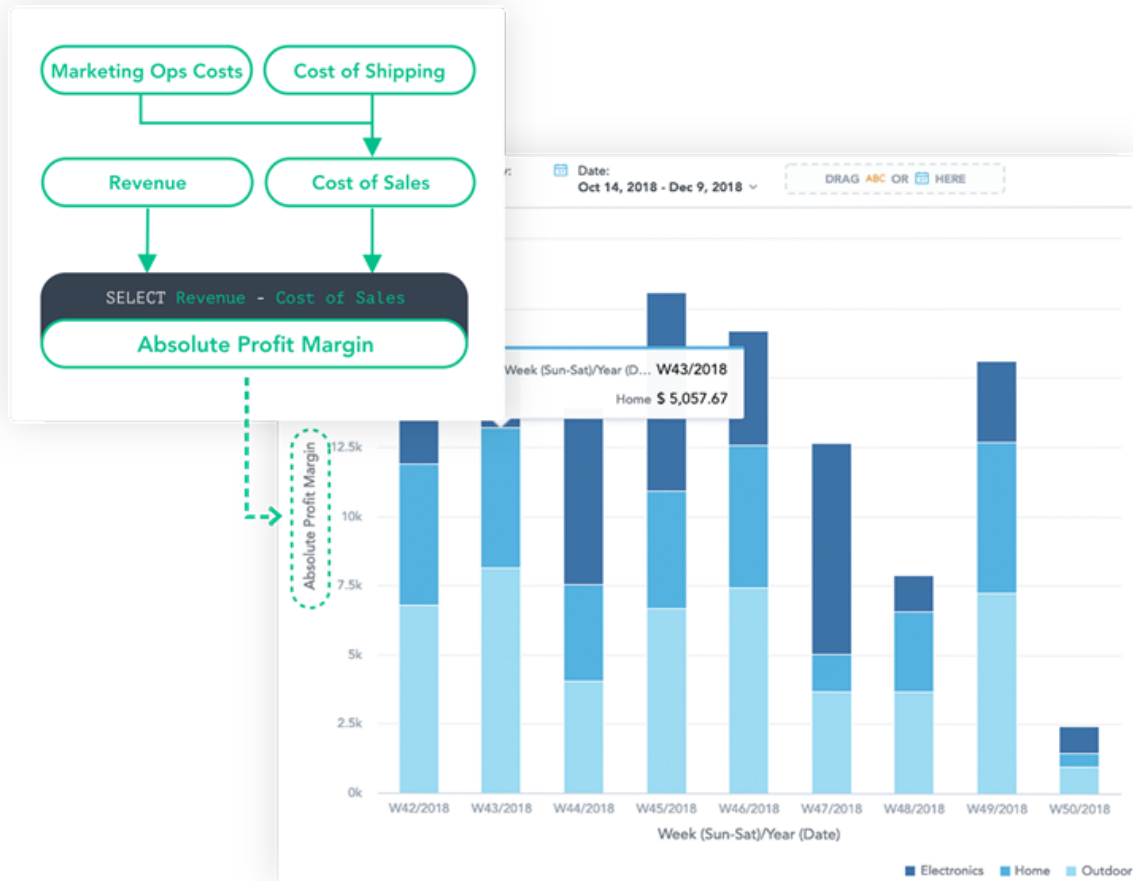 Marketing Ops Costs
Cost of Shipping
Revenue
Cost of Sales
SELECT Revenue - Cost of Sales
Absolute Profit Margin
Date:
Oct 14, 2018 - Dec 9, 2018
DRAG ABC OR HERE
Week (Sun-Sat)/Year (D... W43/2018
Home $ 5,057.67
Absolute Profit Margin
12.5k
10k
7.5k
5k
2.5k
0k
W42/2018 W43/2018 W44/2018 W45/2018 W46/2018 W47/2018 W48/2018 W49/2018 W50/2018
Week (Sun-Sat)/Year (Date)
Electronics Home Outdoor